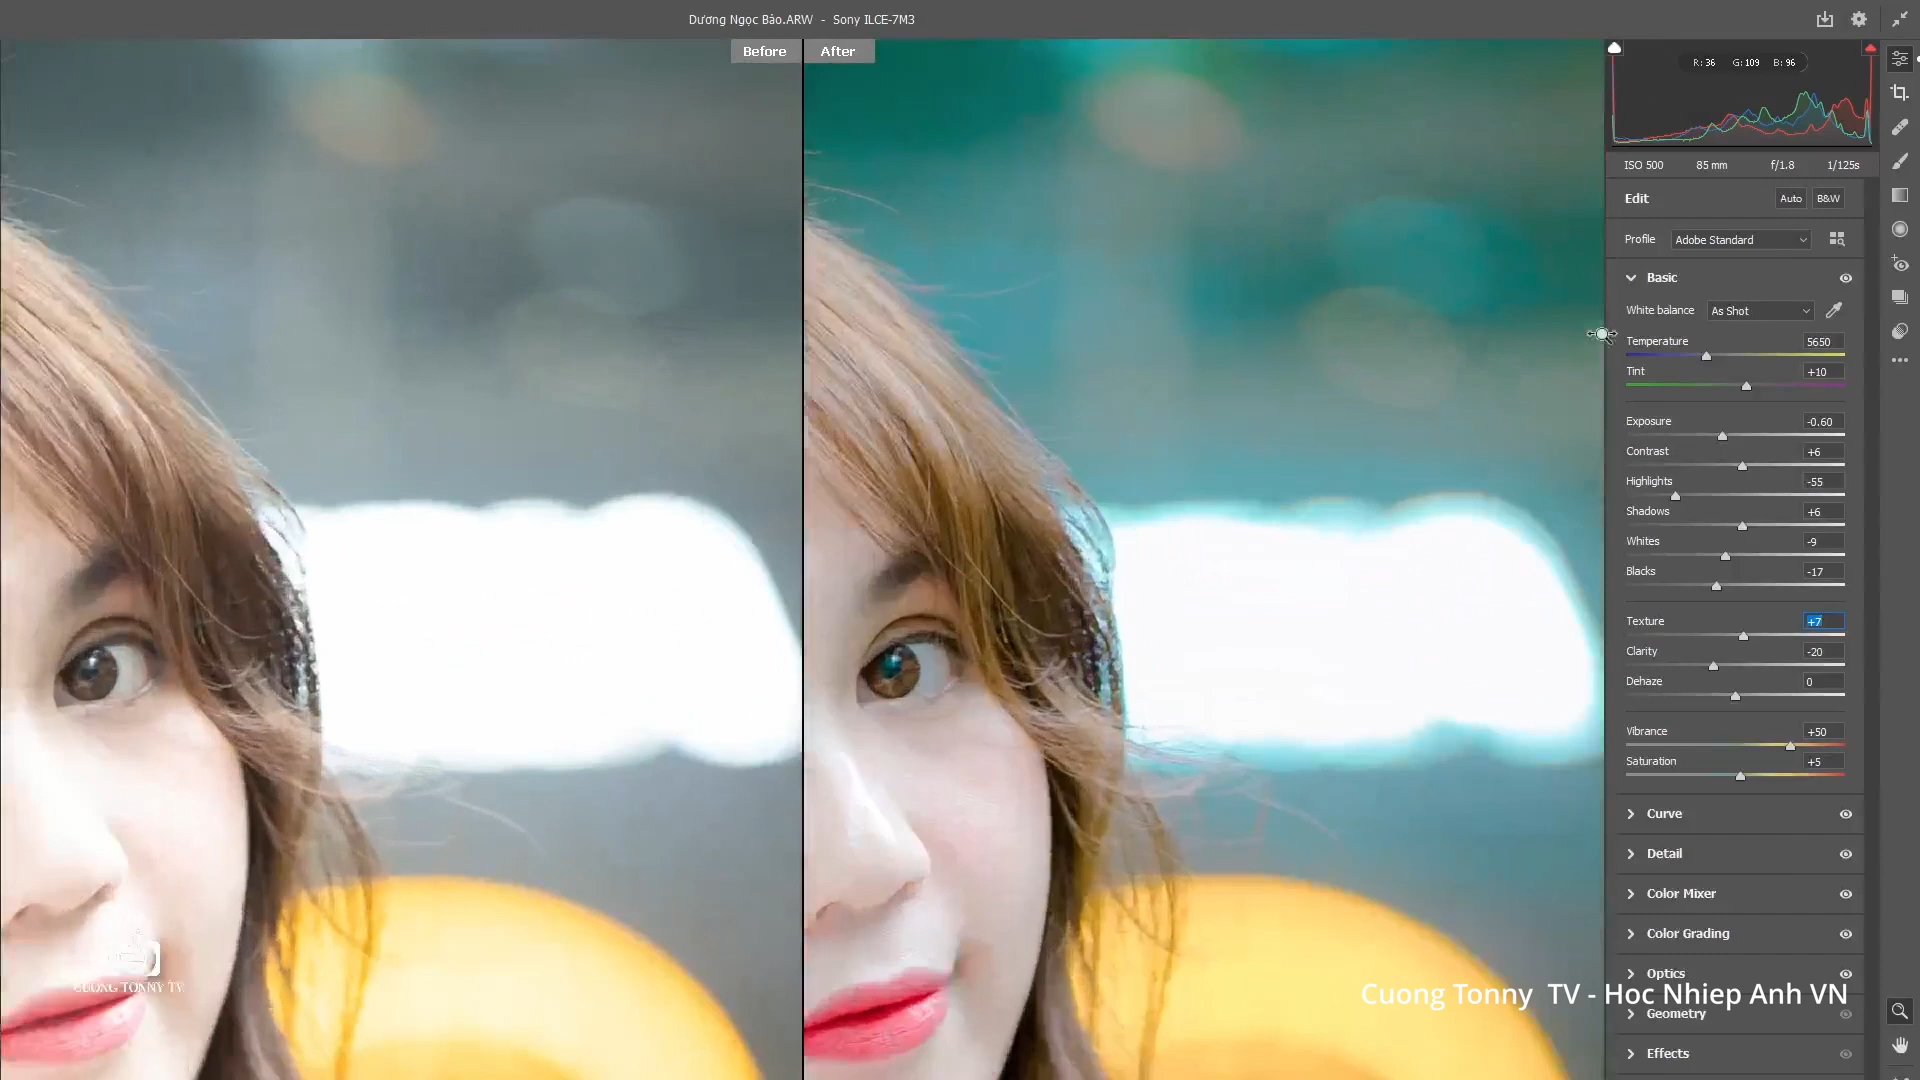 Dương Ngọc Bảo.ARW - Sony ILCE-7M3
Before
After
R: 36 G: 109 B: 96
ISO 500 85 mm f/1.8 1/125s
Edit Auto B&W
Profile Adobe Standard
Basic
White balance As Shot
Temperature 5650
Tint +10
Exposure -0.60
Contrast +6
Highlights -55
Shadows +6
Whites -9
Blacks -17
Texture +7
Clarity -20
Dehaze 0
Vibrance +50
Saturation +5
Curve
Detail
Color Mixer
Color Grading
Optics
Cuong Tonny TV - Hoc Nhiep Anh VN
Geometry
Effects
CUONG TONNY TV